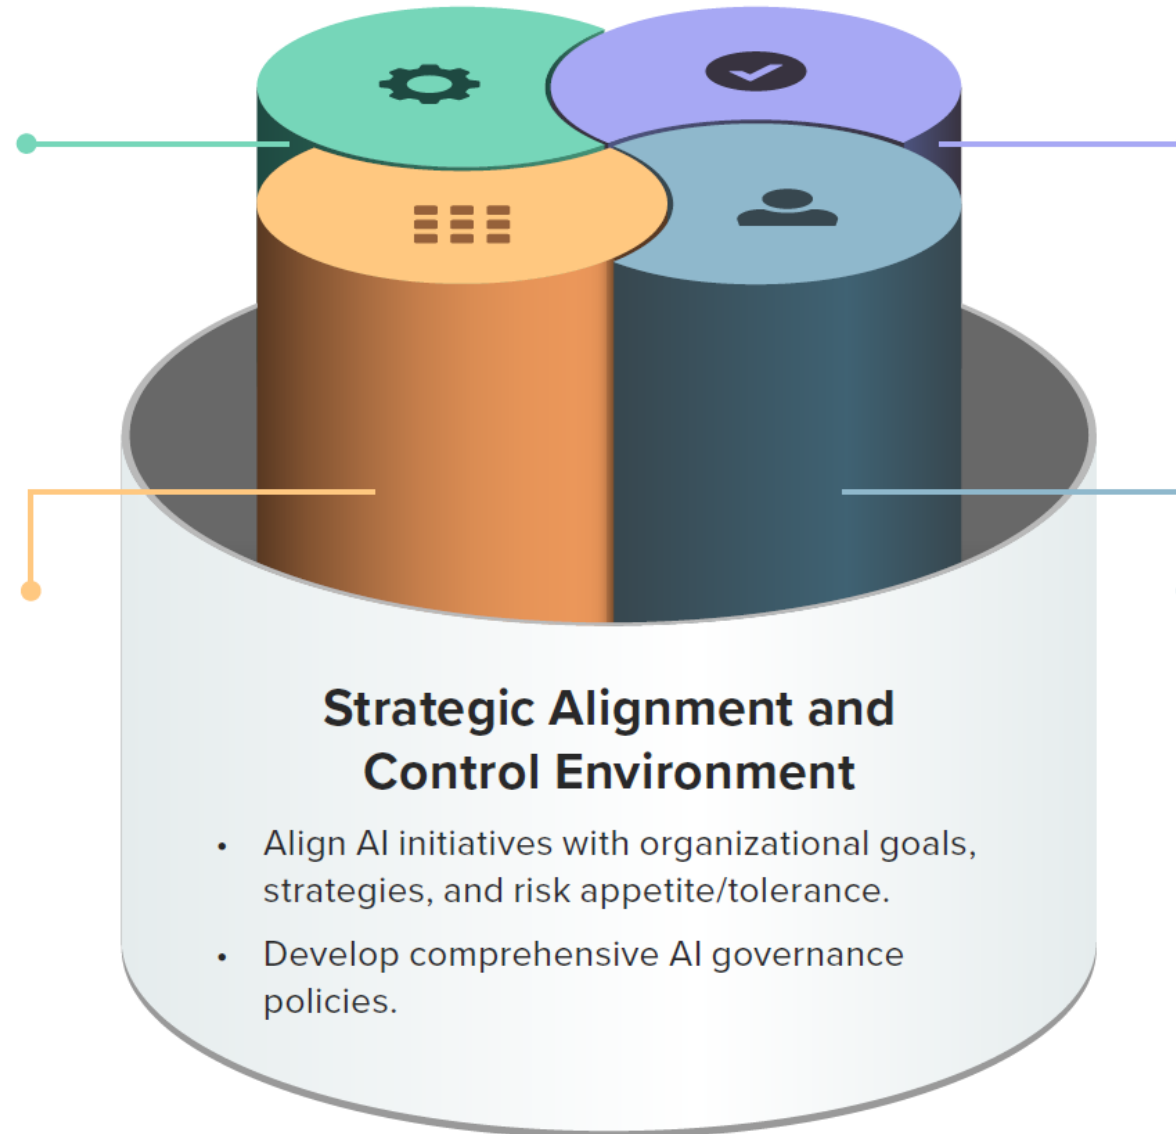 Strategic Alignment and
Control Environment
• Align AI initiatives with organizational goals,
strategies, and risk appetite/tolerance.
• Develop comprehensive AI governance
policies.